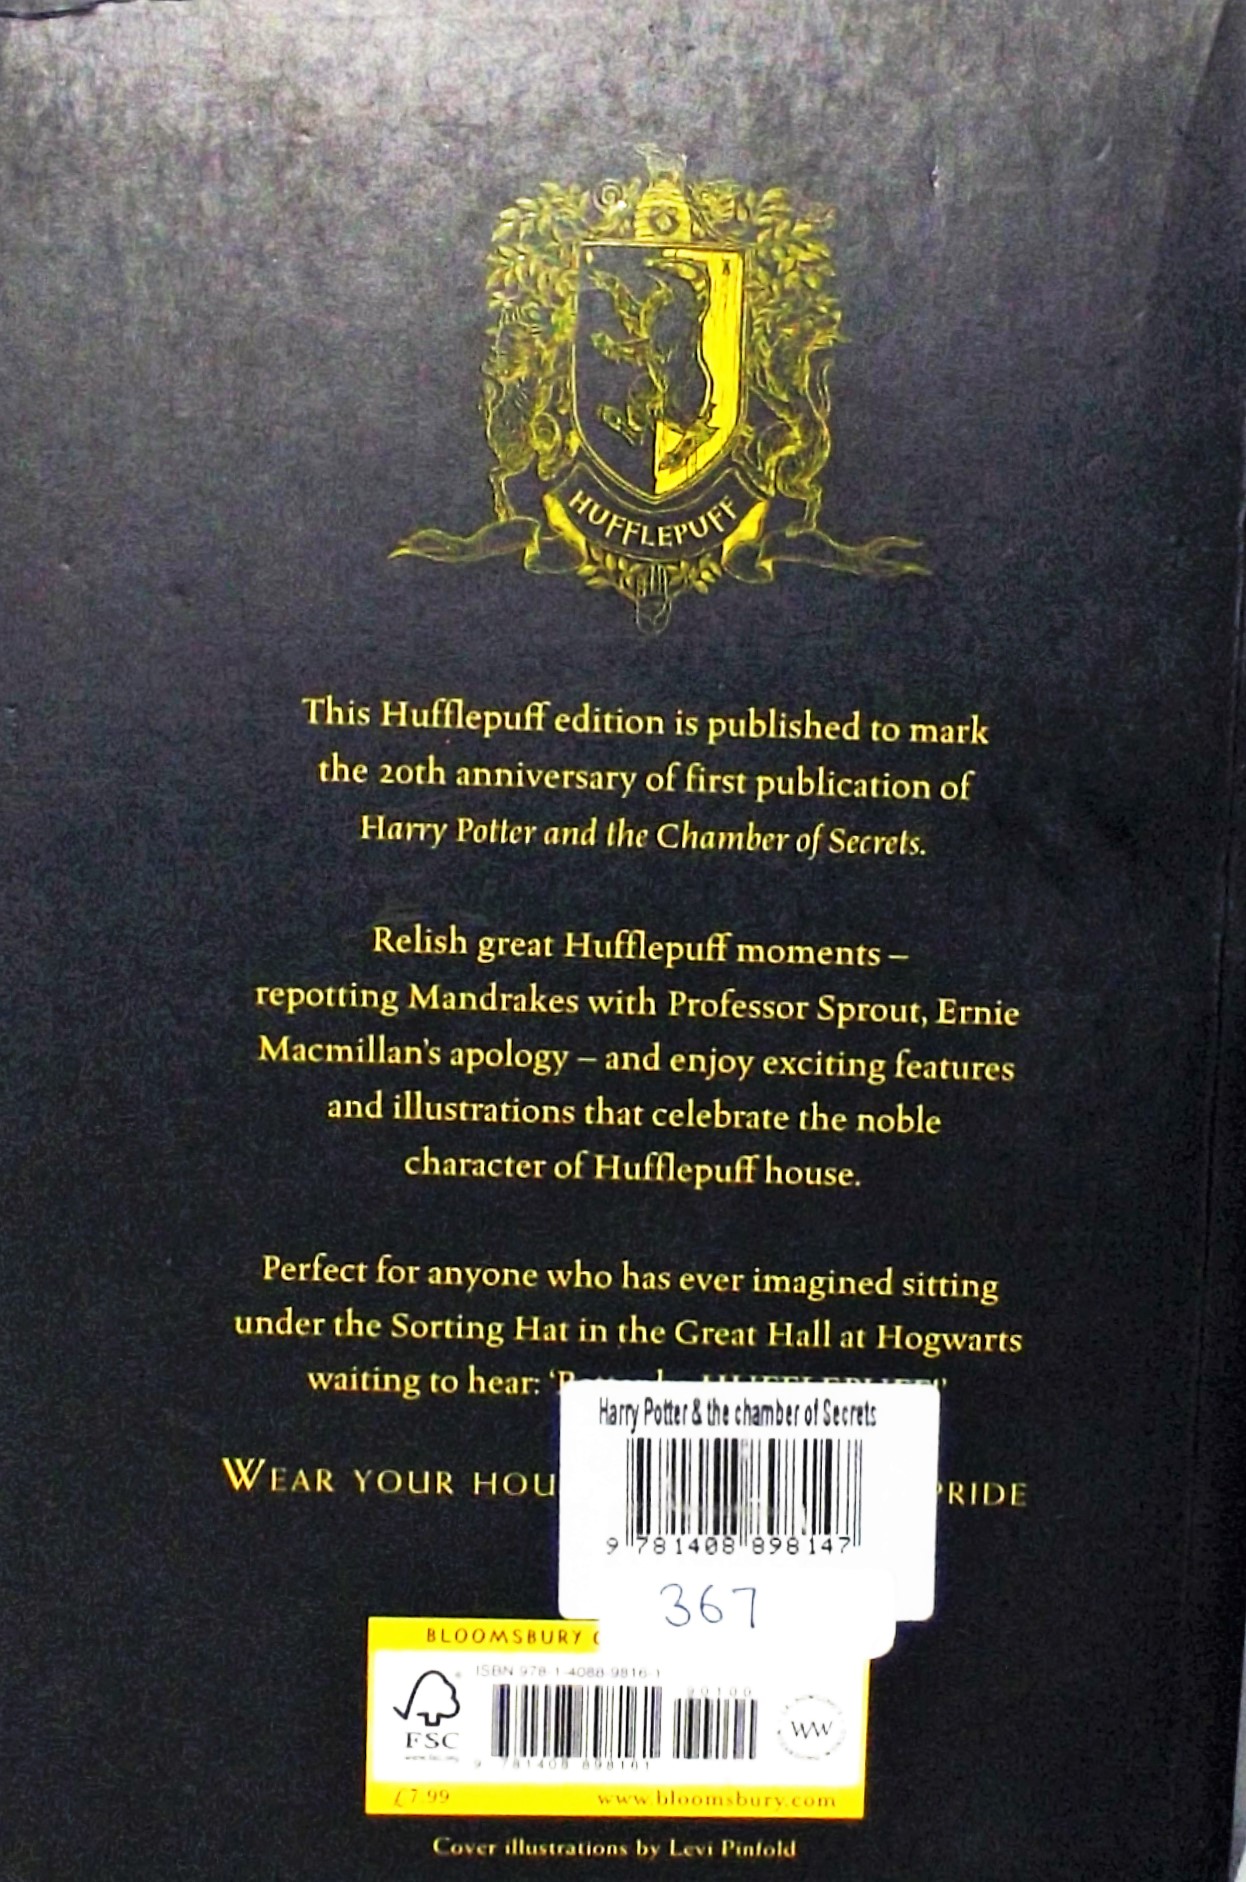 HUFFLEPUFF
This Hufflepuff edition is published to mark
the 20th anniversary of first publication of
Harry Potter and the Chamber of Secrets.
Relish great Hufflepuff moments –
repotting Mandrakes with Professor Sprout, Ernie
Macmillan's apology – and enjoy exciting features
and illustrations that celebrate the noble
character of Hufflepuff house.
Perfect for anyone who has ever imagined sitting
under the Sorting Hat in the Great Hall at Hogwarts
waiting to hear:
Harry Potter & the chamber of Secrets
WEAR YOUR HOU PRIDE
9 781408 898147
367
BLOOMSBURY
ISBN 978-1-4088-9816-1
FSC
WW
9 781408 898161
£7.99
www.bloomsbury.com
Cover illustrations by Levi Pinfold